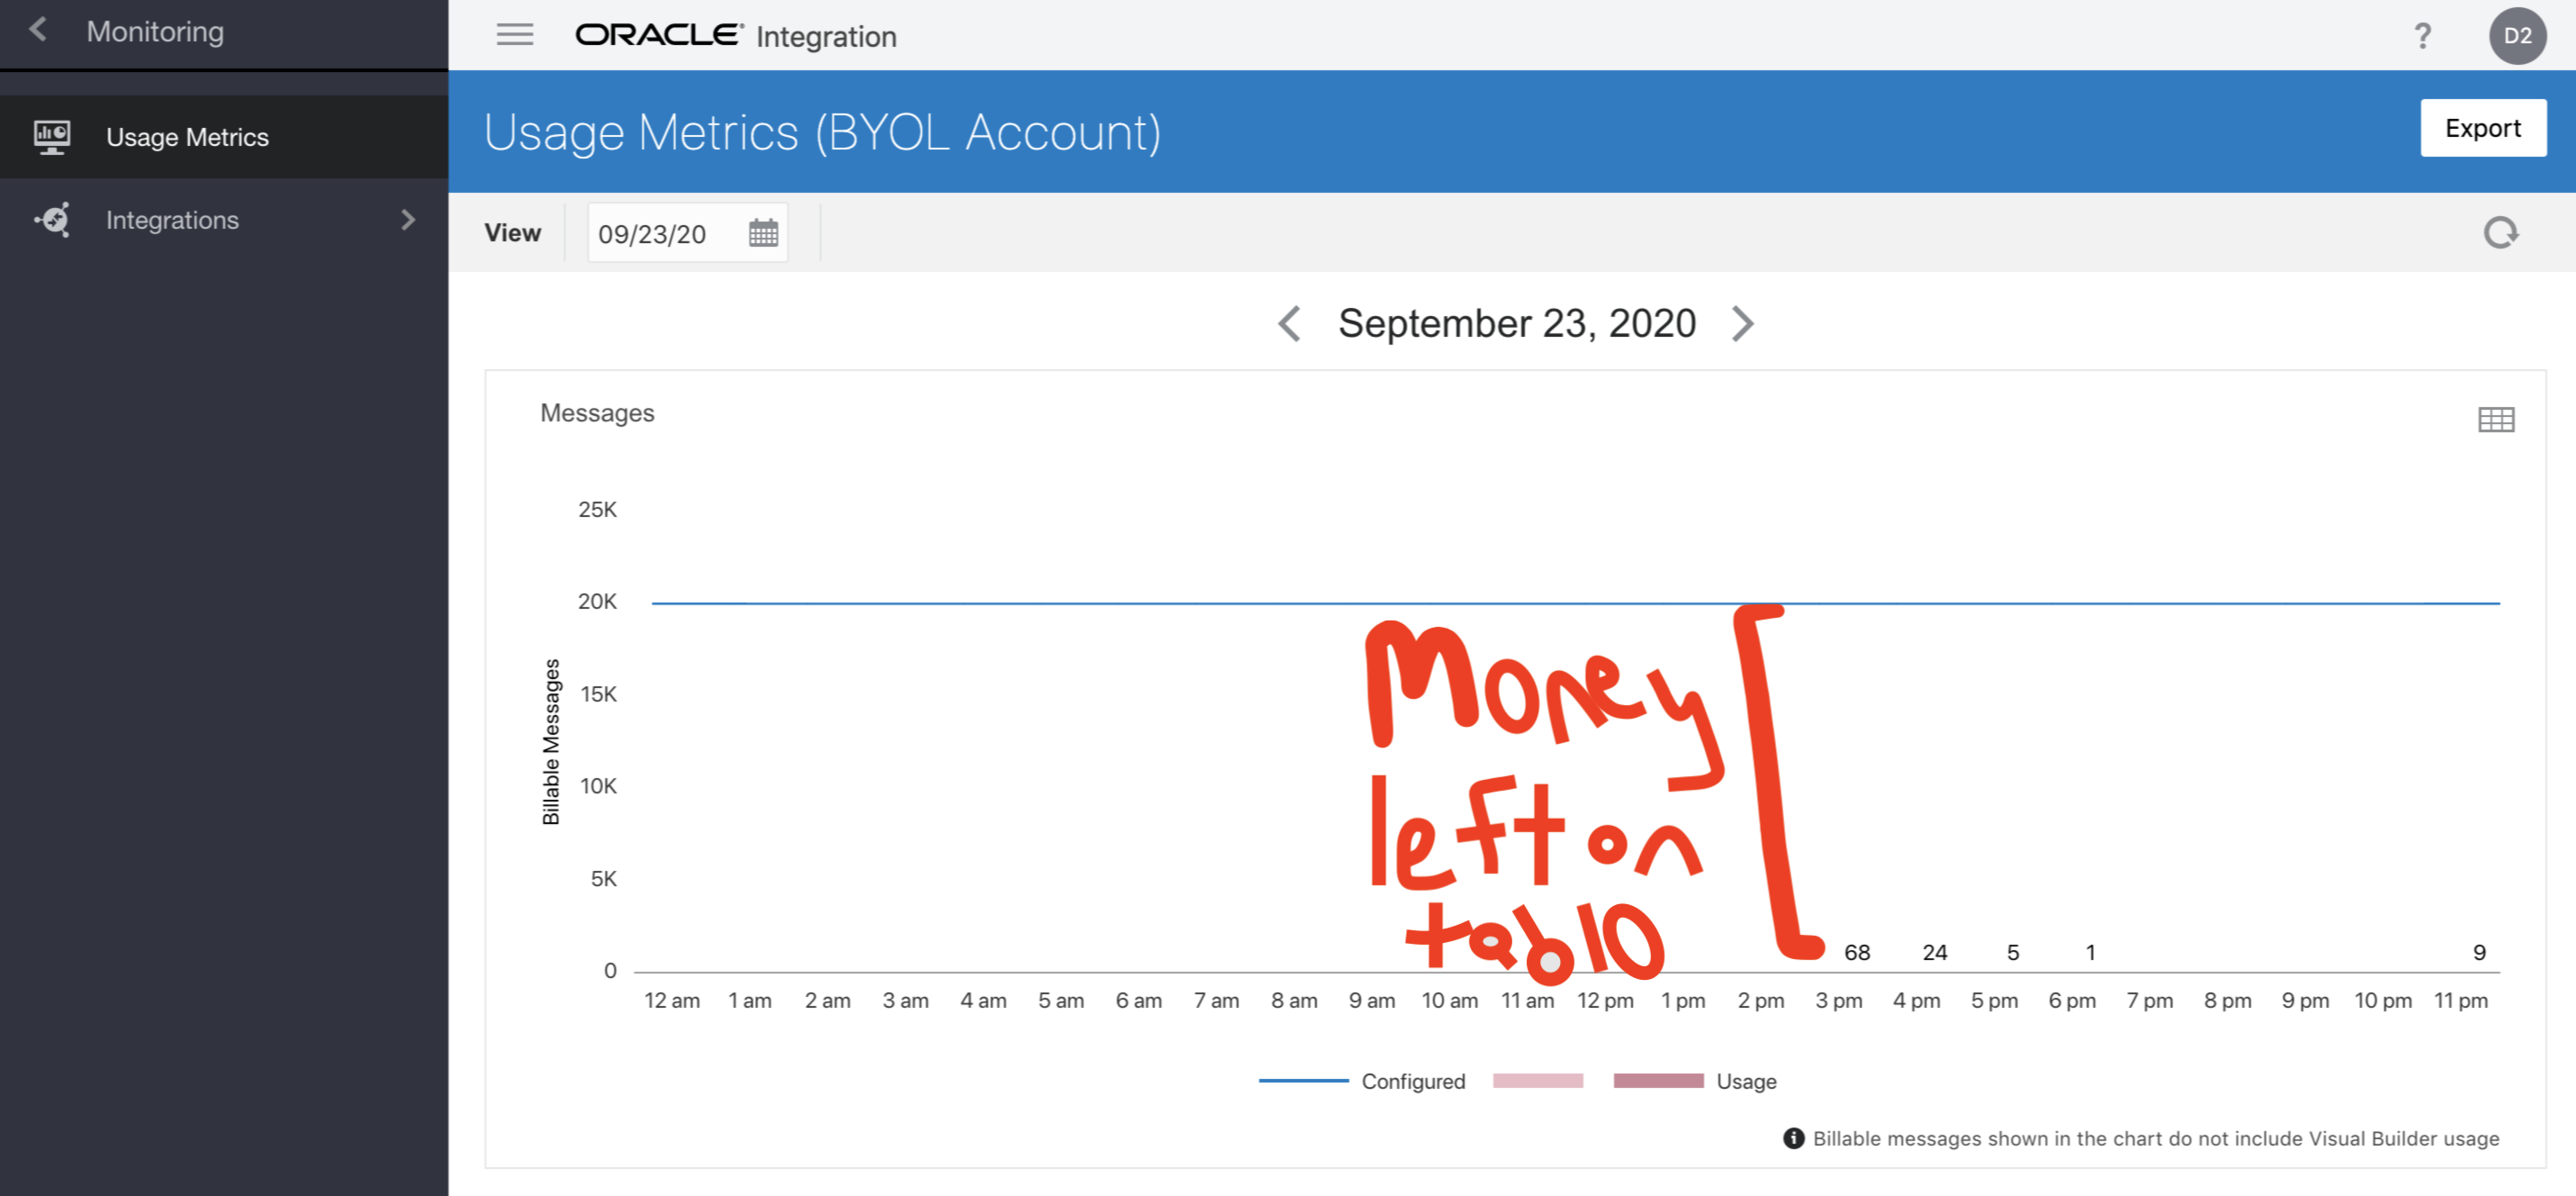 Monitoring
ORACLE Integration
? D2
Usage Metrics
Usage Metrics (BYOL Account)
Export
Integrations
View 09/23/20
September 23, 2020
Messages
25K
20K
15K
10K
5K
0
Billable Messages
Money
left on
table
68 24 5 1 9
12 am 1 am 2 am 3 am 4 am 5 am 6 am 7 am 8 am 9 am 10 am 11 am 12 pm 1 pm 2 pm 3 pm 4 pm 5 pm 6 pm 7 pm 8 pm 9 pm 10 pm 11 pm
Configured Usage
Billable messages shown in the chart do not include Visual Builder usage